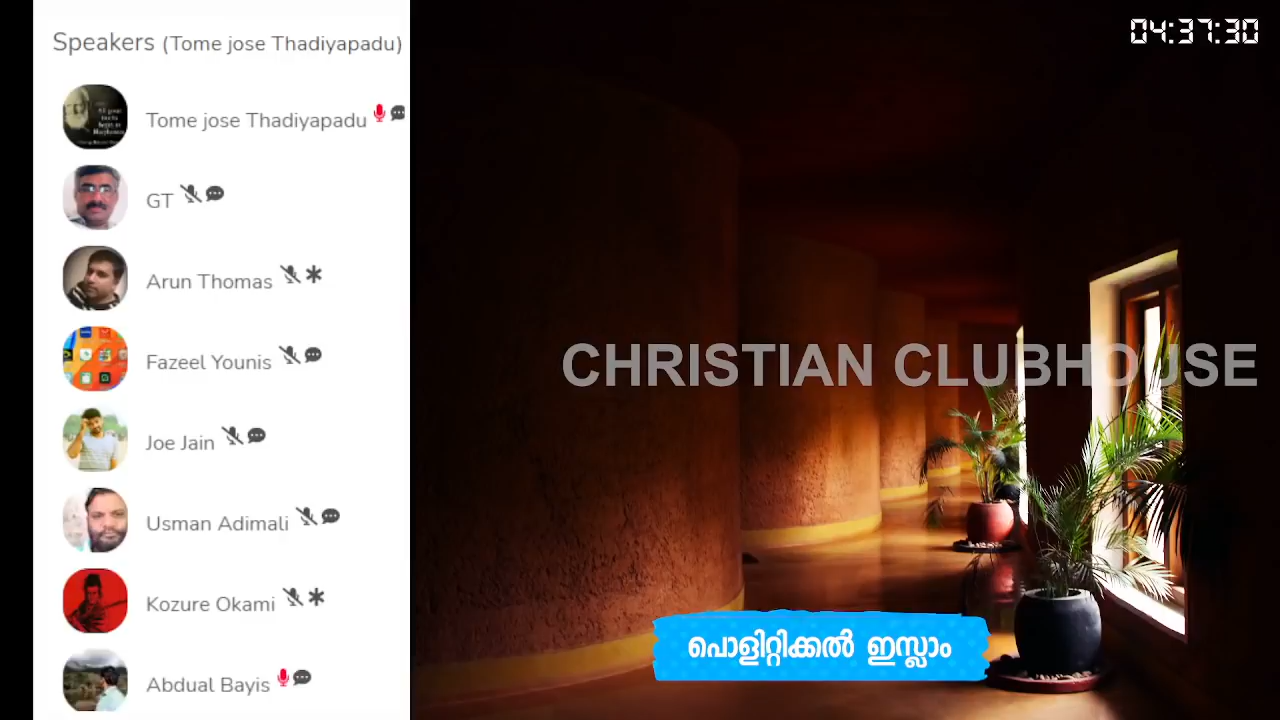 Speakers (Tome jose Thadiyapadu)
Tome jose Thadiyapadu
GT
Arun Thomas
Fazeel Younis
Joe Jain
Usman Adimali
Kozure Okami
Abdual Bayis
04:37:30
CHRISTIAN CLUBHOUSE
പൊളിറ്റിക്കൽ ഇസ്ലാം